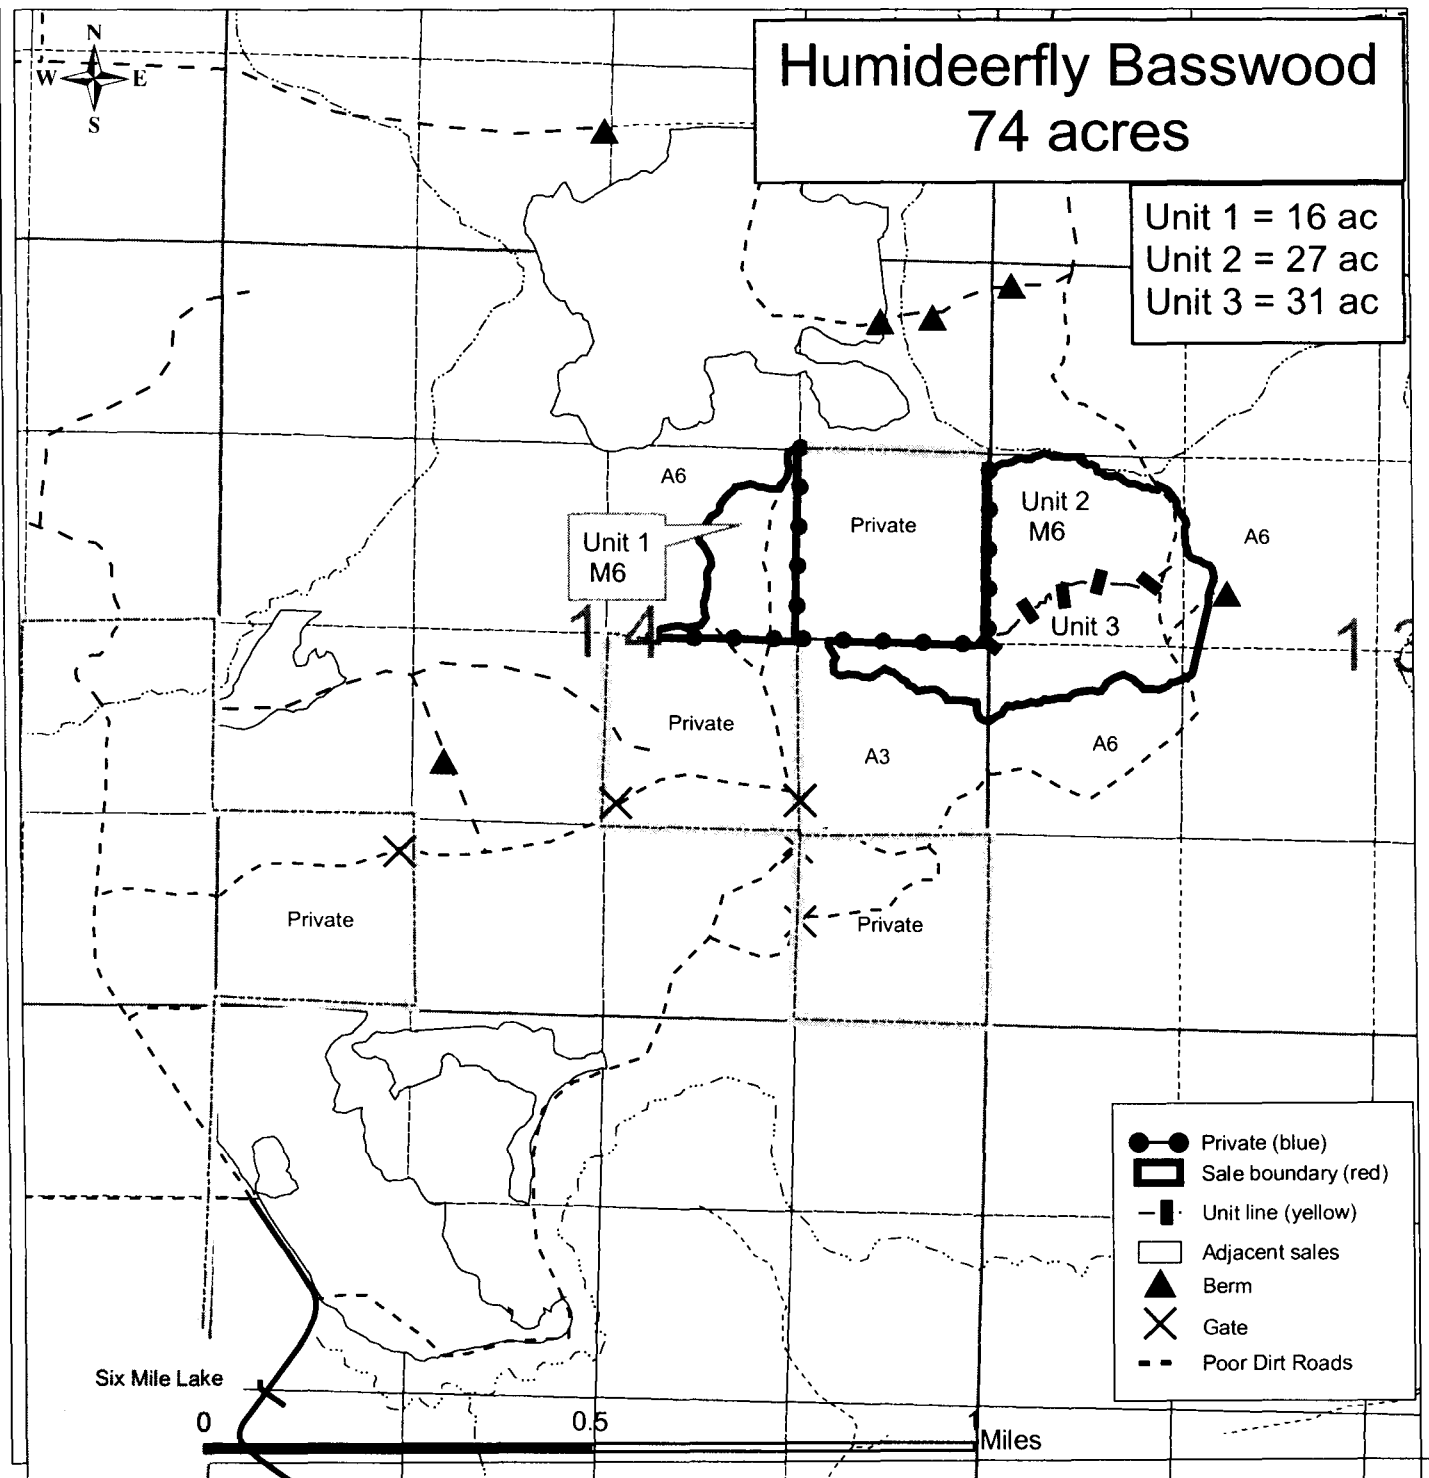 N
W E
S
Humideerfly Basswood
74 acres
Unit 1 = 16 ac
Unit 2 = 27 ac
Unit 3 = 31 ac
A6
Unit 1
M6
Private
Unit 2
M6
A6
14
Unit 3
13
Private
A3
A6
Private
Private
Private (blue)
Sale boundary (red)
Unit line (yellow)
Adjacent sales
Berm
Gate
Poor Dirt Roads
Six Mile Lake
0 0.5 1 Miles